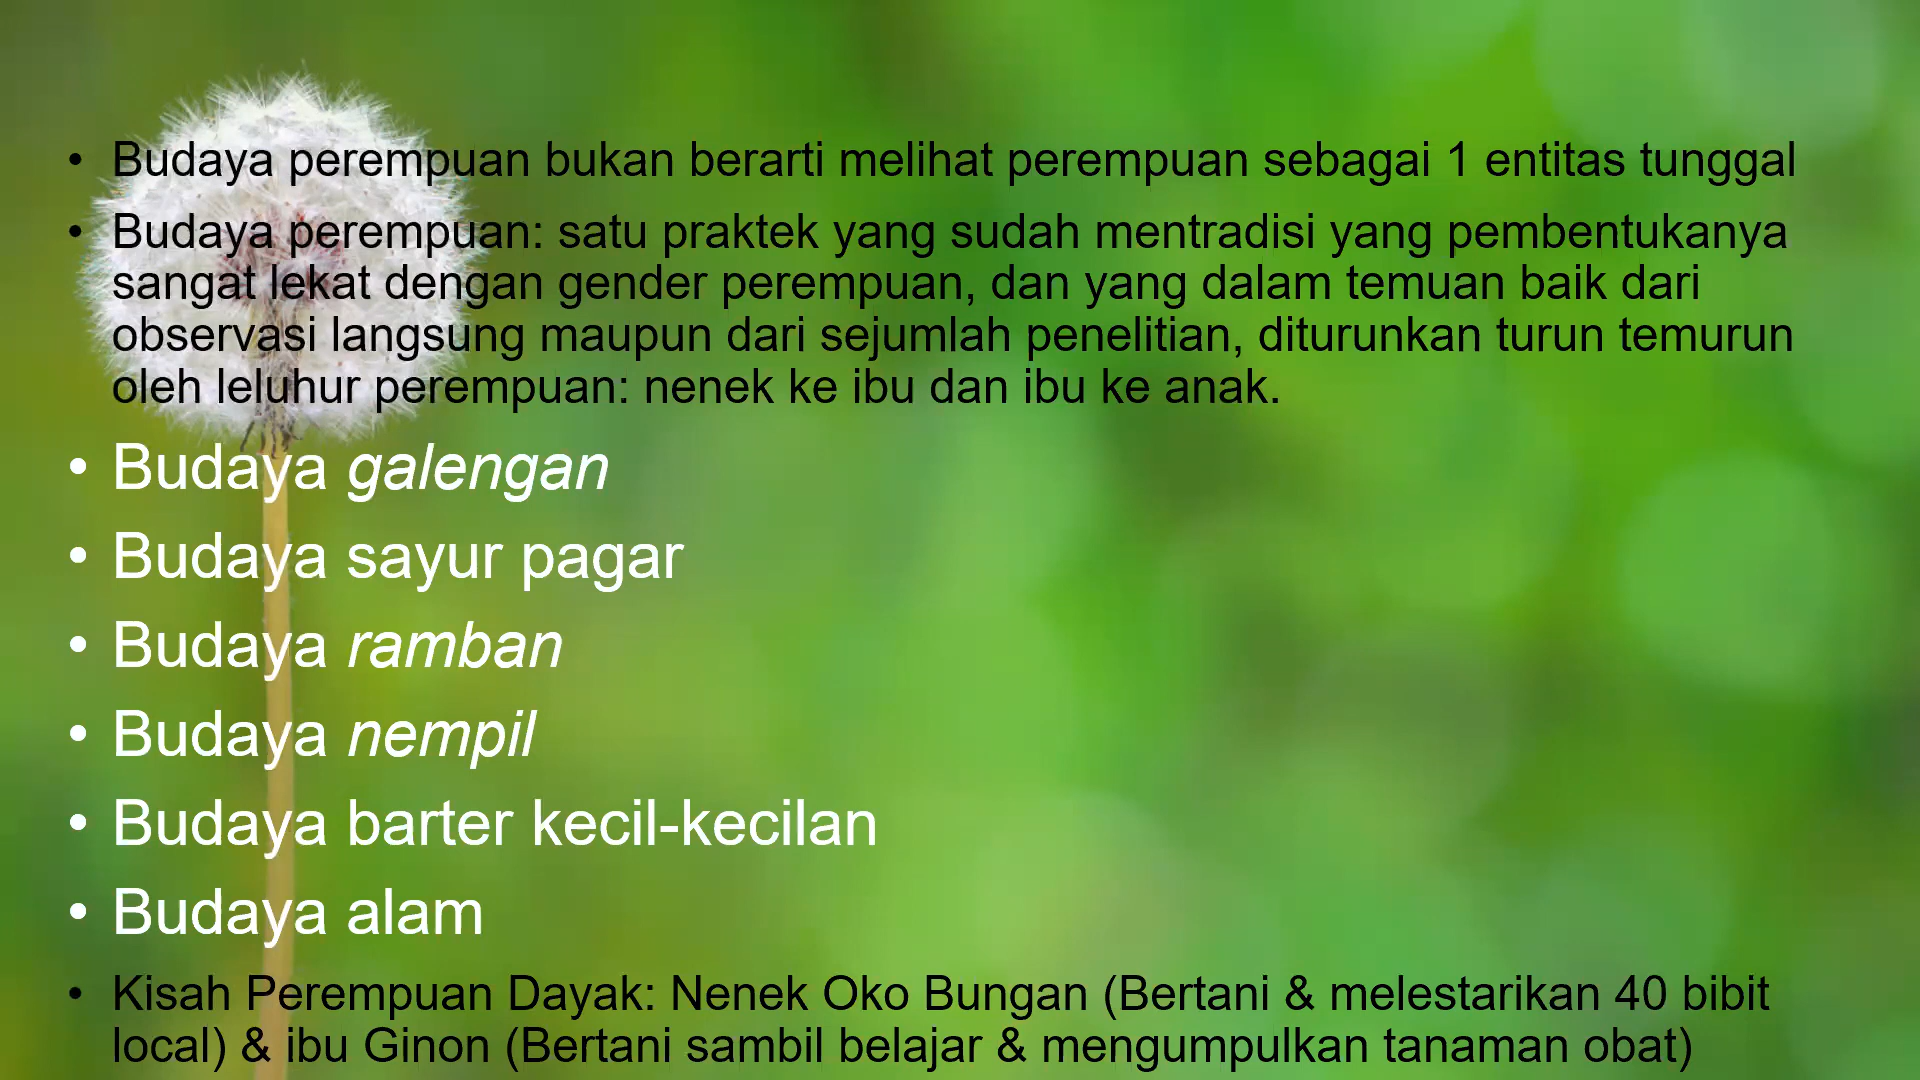 • Budaya perempuan bukan berarti melihat perempuan sebagai 1 entitas tunggal
• Budaya perempuan: satu praktek yang sudah mentradisi yang pembentukanya
sangat lekat dengan gender perempuan, dan yang dalam temuan baik dari
observasi langsung maupun dari sejumlah penelitian, diturunkan turun temurun
oleh leluhur perempuan: nenek ke ibu dan ibu ke anak.
• Budaya galengan
• Budaya sayur pagar
• Budaya ramban
• Budaya nempil
• Budaya barter kecil-kecilan
• Budaya alam
• Kisah Perempuan Dayak: Nenek Oko Bungan (Bertani & melestarikan 40 bibit
local) & ibu Ginon (Bertani sambil belajar & mengumpulkan tanaman obat)